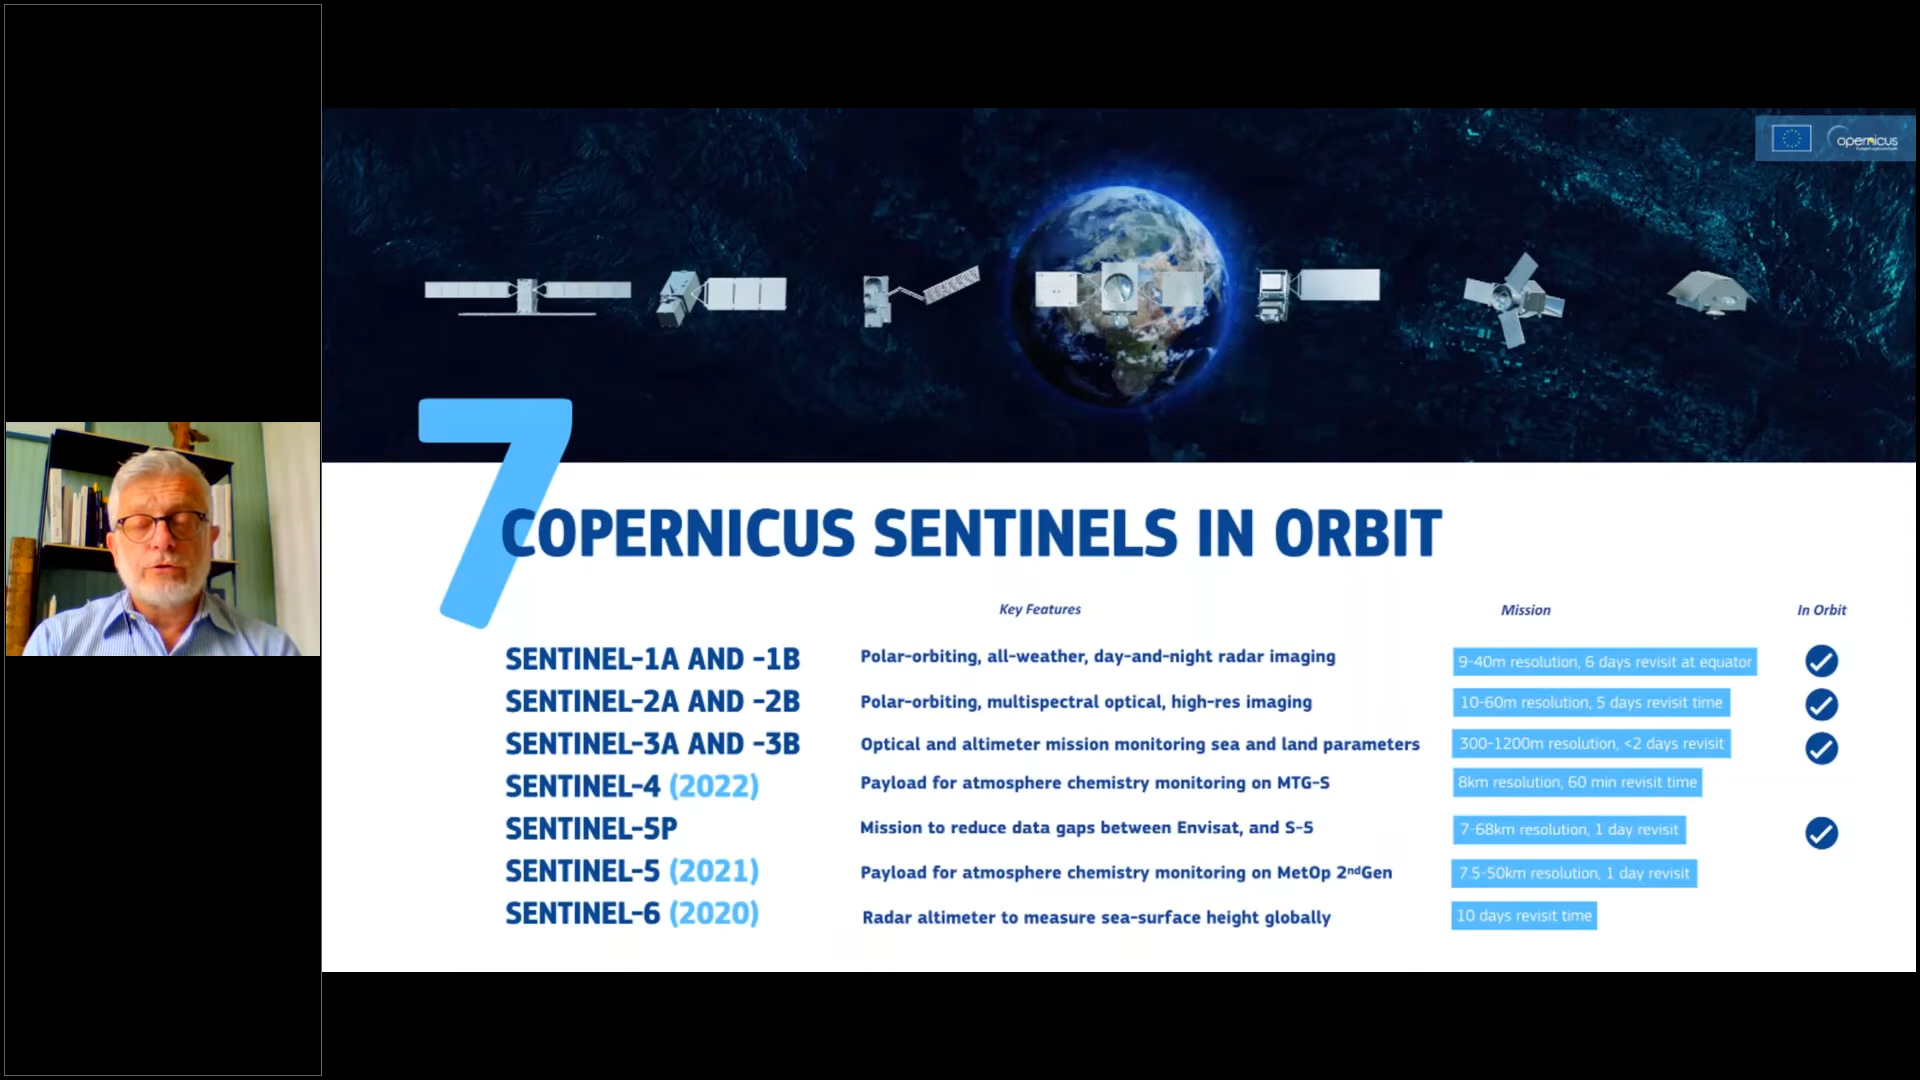 opernicus
7
COPERNICUS SENTINELS IN ORBIT
Key Features Mission In Orbit
SENTINEL-1A AND -1B Polar-orbiting, all-weather, day-and-night radar imaging 9-40m resolution, 6 days revisit at equator
SENTINEL-2A AND -2B Polar-orbiting, multispectral optical, high-res imaging 10-60m resolution, 5 days revisit time
SENTINEL-3A AND -3B Optical and altimeter mission monitoring sea and land parameters 300-1200m resolution, <2 days revisit
SENTINEL-4 (2022) Payload for atmosphere chemistry monitoring on MTG-S 8km resolution, 60 min revisit time
SENTINEL-5P Mission to reduce data gaps between Envisat, and S-5 7-68km resolution, 1 day revisit
SENTINEL-5 (2021) Payload for atmosphere chemistry monitoring on MetOp 2ndGen 7.5-50km resolution, 1 day revisit
SENTINEL-6 (2020) Radar altimeter to measure sea-surface height globally 10 days revisit time